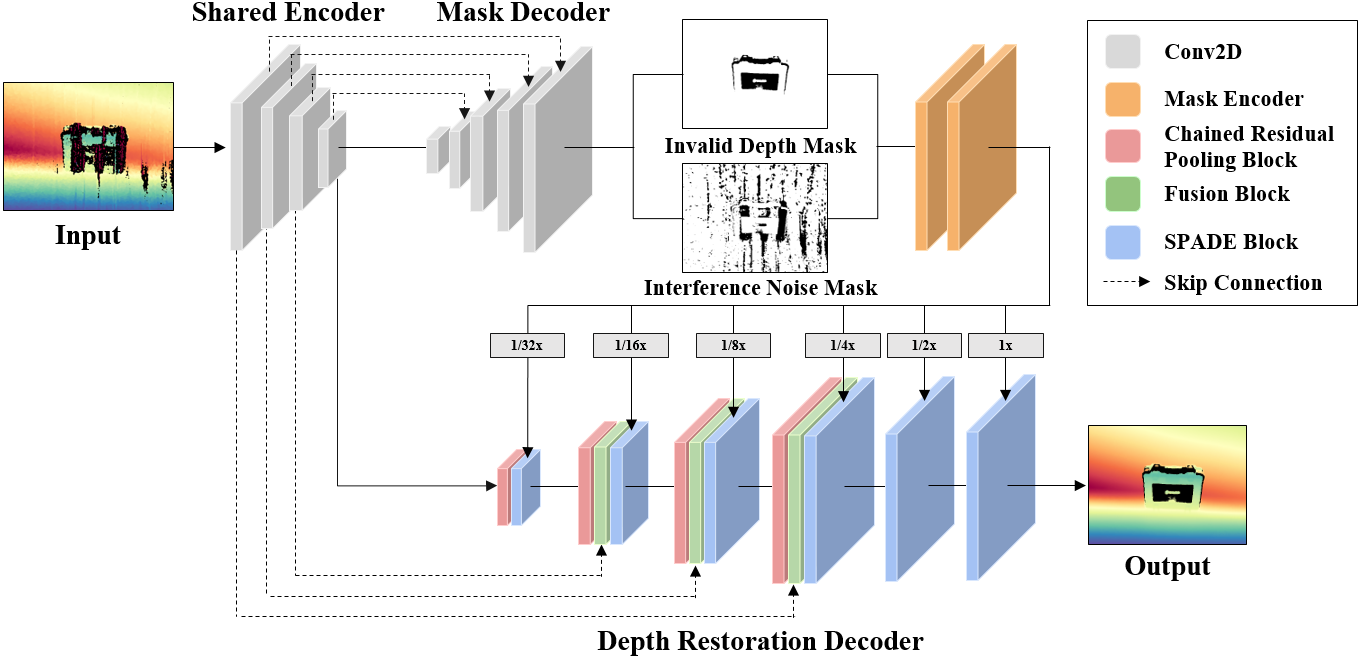 Shared Encoder
Mask Decoder
Input
Invalid Depth Mask
Interference Noise Mask
Conv2D
Mask Encoder
Chained Residual
Pooling Block
Fusion Block
SPADE Block
Skip Connection
1/32x
1/16x
1/8x
1/4x
1/2x
1x
Output
Depth Restoration Decoder